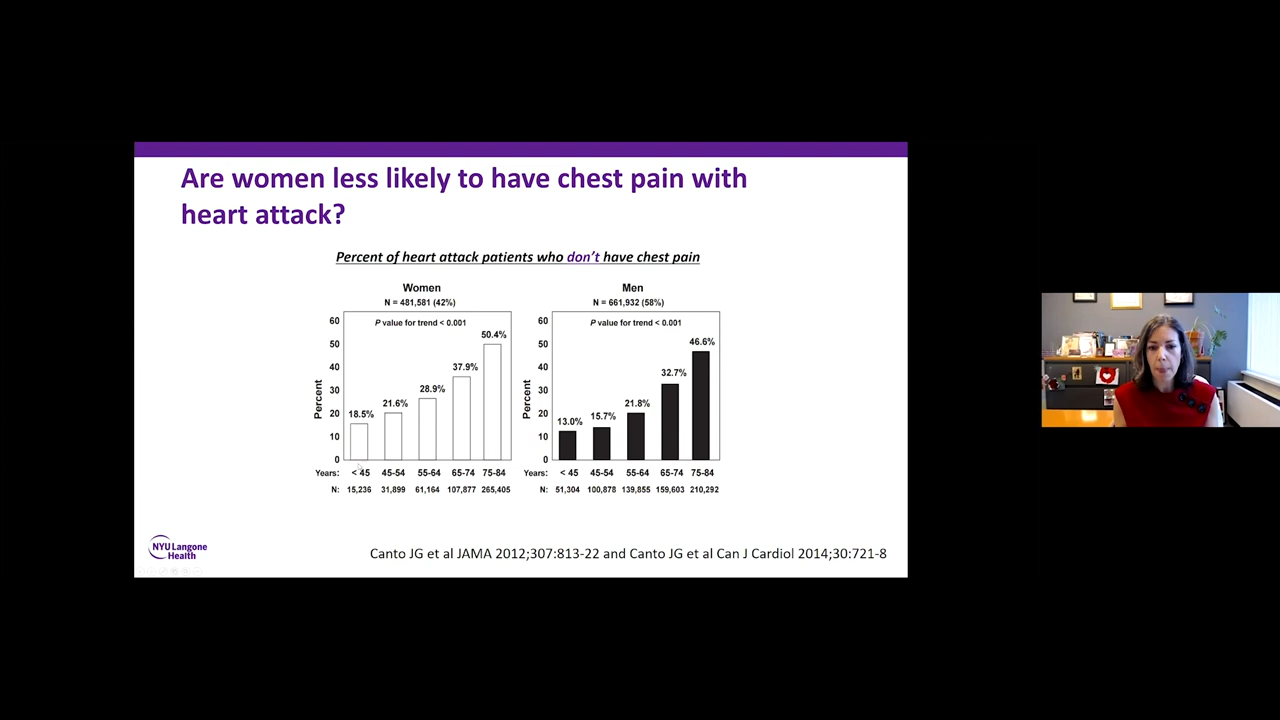 Are women less likely to have chest pain with
heart attack?
Percent of heart attack patients who don't have chest pain
Women
N = 481,581 (42%)
P value for trend < 0.001
Percent
60
50
40
30
20
10
0
18.5%
21.6%
28.9%
37.9%
50.4%
Years: < 45 45-54 55-64 65-74 75-84
N: 15,236 31,899 61,164 107,877 265,405
Men
N = 661,932 (58%)
P value for trend < 0.001
Percent
60
50
40
30
20
10
0
13.0%
15.7%
21.8%
32.7%
46.6%
Years: < 45 45-54 55-64 65-74 75-84
N: 51,304 100,878 139,855 159,603 210,292
NYU Langone
Health
Canto JG et al JAMA 2012;307:813-22 and Canto JG et al Can J Cardiol 2014;30:721-8